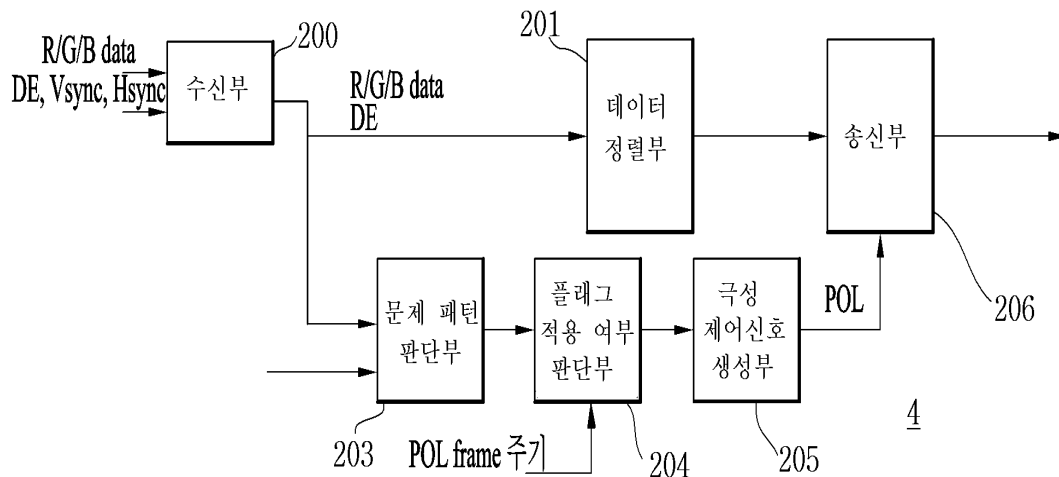 200
R/G/B data
DE, Vsync, Hsync
수신부
R/G/B data
DE
201
데이터
정렬부
송신부
206
문제 패턴
판단부
203
플래그
적용 여부
판단부
204
POL frame 주기
극성
제어신호
생성부
205
POL
4